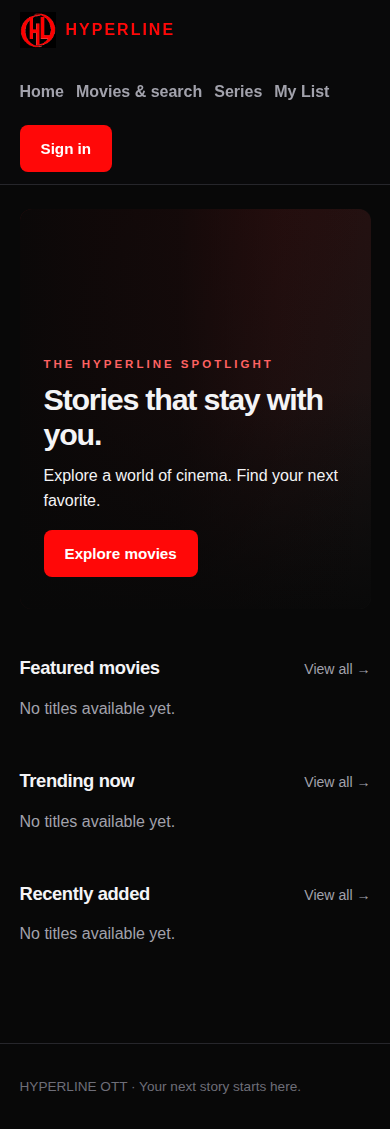 HL HYPERLINE
Home Movies & search Series My List
Sign in
THE HYPERLINE SPOTLIGHT
Stories that stay with
you.
Explore a world of cinema. Find your next
favorite.
Explore movies
Featured movies View all →
No titles available yet.
Trending now View all →
No titles available yet.
Recently added View all →
No titles available yet.
HYPERLINE OTT · Your next story starts here.